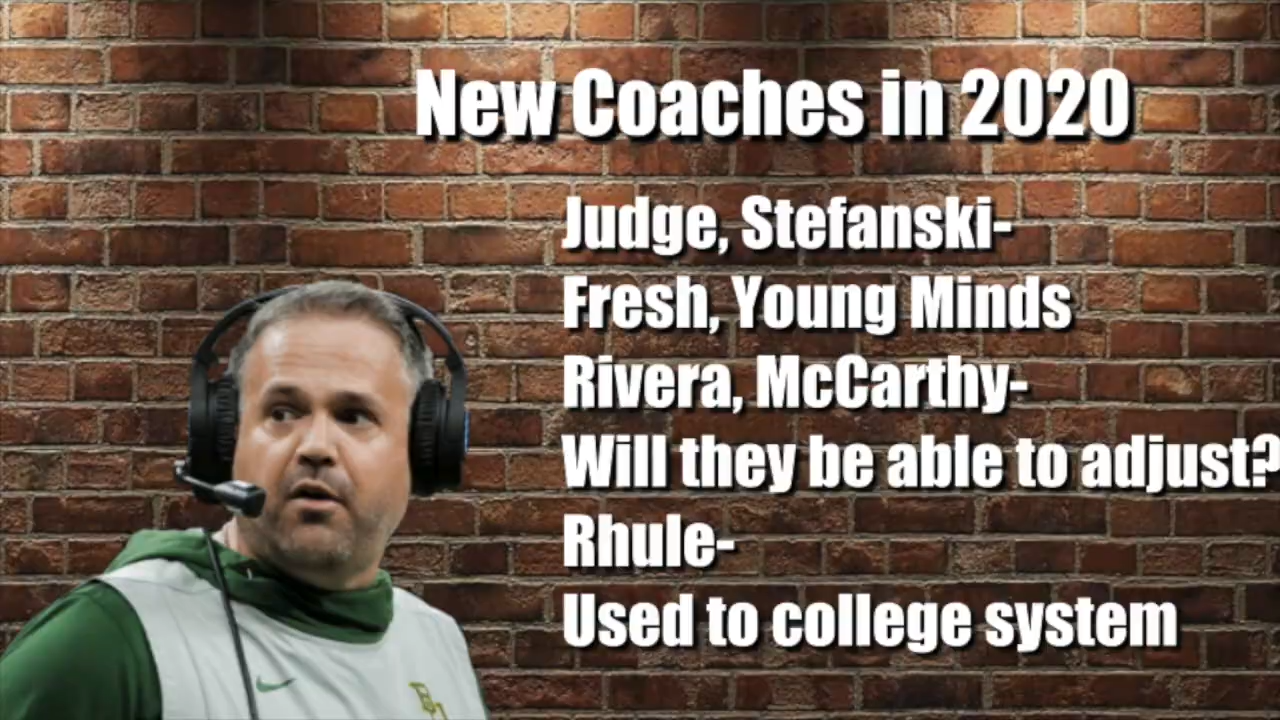 New Coaches in 2020
Judge, Stefanski-
Fresh, Young Minds
Rivera, McCarthy-
Will they be able to adjust?
Rhule-
Used to college system